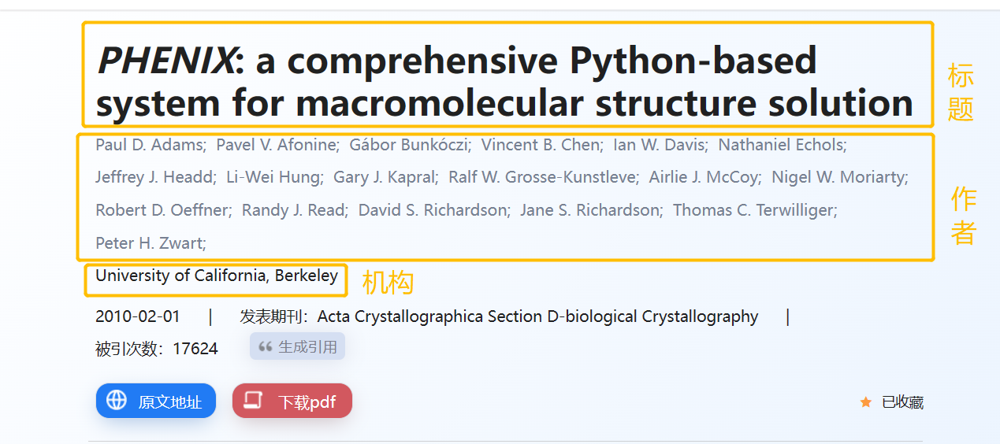 PHENIX: a comprehensive Python-based
system for macromolecular structure solution
标题
Paul D. Adams; Pavel V. Afonine; Gábor Bunkóczi; Vincent B. Chen; Ian W. Davis; Nathaniel Echols;
Jeffrey J. Headd; Li-Wei Hung; Gary J. Kapral; Ralf W. Grosse-Kunstleve; Airlie J. McCoy; Nigel W. Moriarty;
Robert D. Oeffner; Randy J. Read; David S. Richardson; Jane S. Richardson; Thomas C. Terwilliger;
Peter H. Zwart;
作者
University of California, Berkeley 机构
2010-02-01 | 发表期刊：Acta Crystallographica Section D-biological Crystallography |
被引次数：17624 生成引用
原文地址 下载pdf 已收藏